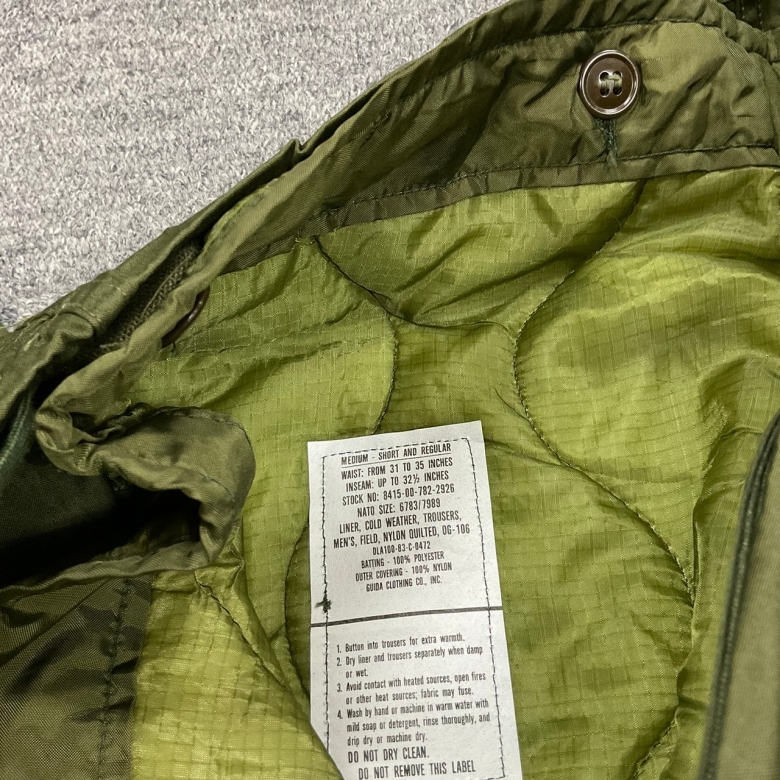 MEDIUM - SHORT AND REGULAR
WAIST: FROM 31 TO 35 INCHES
INSEAM: UP TO 32½ INCHES
STOCK NO: 8415-00-782-2926
NATO SIZE: 6783/7989
LINER, COLD WEATHER, TROUSERS,
MEN'S, FIELD, NYLON QUILTED, OG-106
DLA100-83-C-0472
BATTING - 100% POLYESTER
OUTER COVERING - 100% NYLON
GUIDA CLOTHING CO., INC.
1. Button into trousers for extra warmth.
2. Dry liner and trousers separately when damp
or wet.
3. Avoid contact with heated sources, open fires
or other heat sources; fabric may fuse.
4. Wash by hand or machine in warm water with
mild soap or detergent, rinse thoroughly, and
drip dry or machine dry.
DO NOT DRY CLEAN.
DO NOT REMOVE THIS LABEL